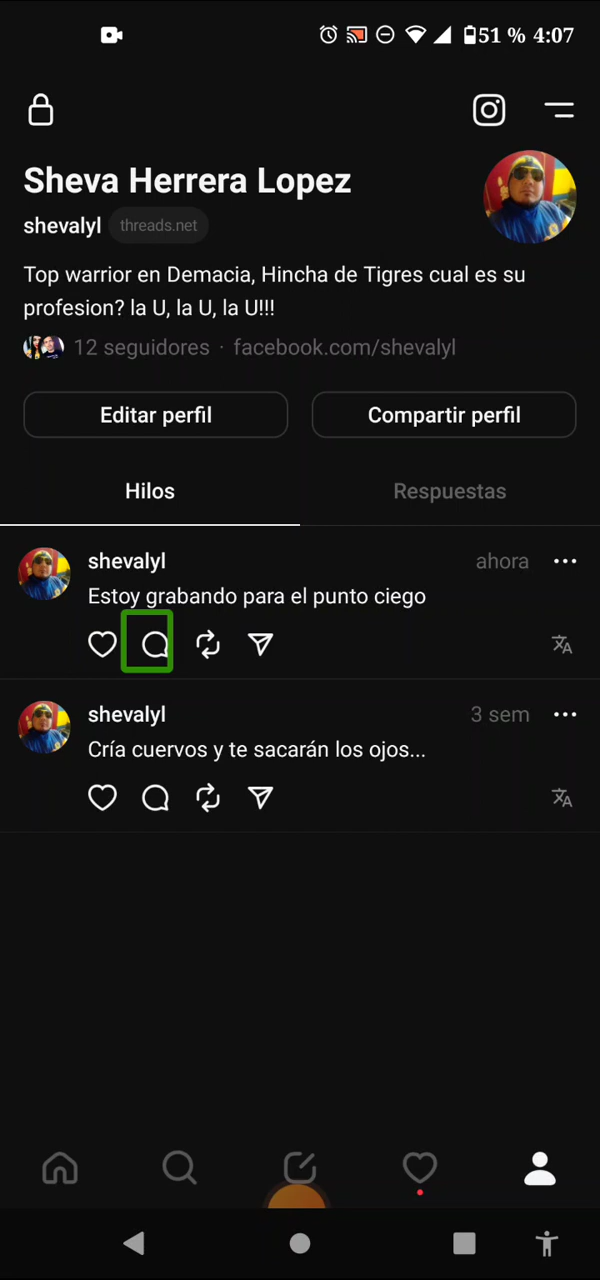 51 % 4:07
Sheva Herrera Lopez
shevalyl threads.net
Top warrior en Demacia, Hincha de Tigres cual es su
profesion? la U, la U, la U!!!
12 seguidores · facebook.com/shevalyl
Editar perfil Compartir perfil
Hilos Respuestas
shevalyl ahora
Estoy grabando para el punto ciego
shevalyl 3 sem
Cría cuervos y te sacarán los ojos...